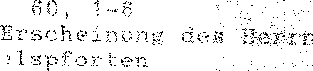 60, 1-6
Erscheinung des Herrn
lspforten